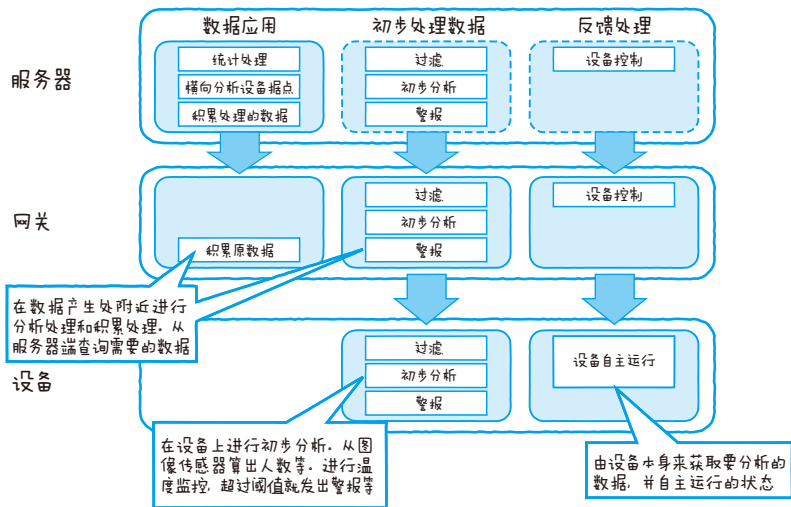 数据应用
初步处理数据
反馈处理
服务器
统计处理
横向分析设备据点
积累处理的数据
过滤
初步分析
警报
设备控制
网关
积累原数据
过滤
初步分析
警报
设备控制
在数据产生处附近进行
分析处理和积累处理．从
服务器端查询需要的数据
设备
过滤
初步分析
警报
设备自主运行
在设备上进行初步分析．从图
像传感器算出人数等．进行温
度监控，超过阈值就发出警报等
由设备本身来获取要分析的
数据，并自主运行的状态